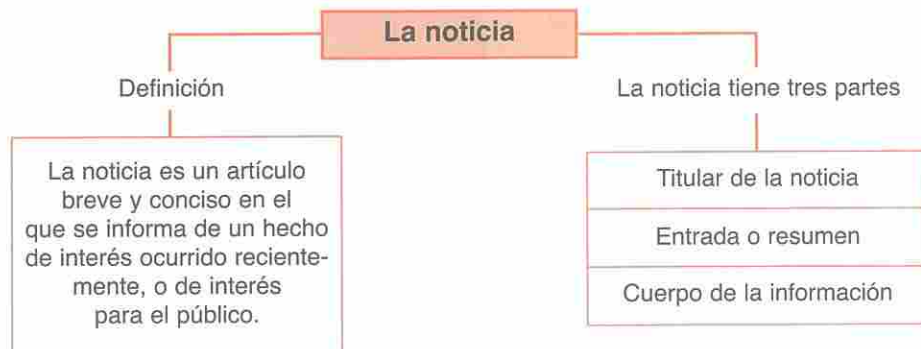 La noticia
Definición
La noticia es un artículo
breve y conciso en el
que se informa de un hecho
de interés ocurrido reciente-
mente, o de interés
para el público.
La noticia tiene tres partes
Titular de la noticia
Entrada o resumen
Cuerpo de la información